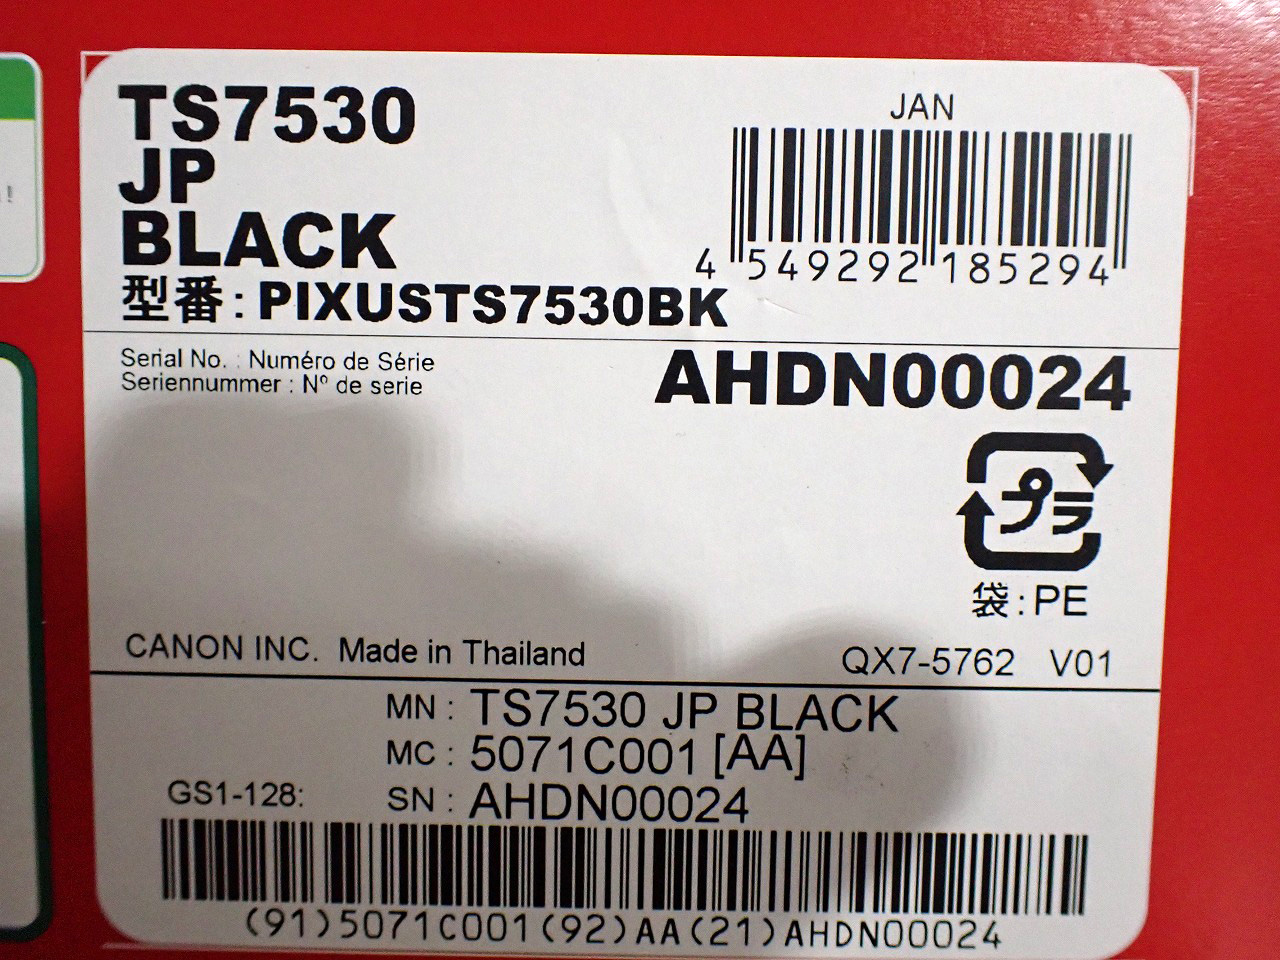 TS7530
JP
BLACK
型番:PIXUSTS7530BK
JAN
4 549292 185294
Serial No. : Numéro de Série
Seriennummer : Nº de serie
AHDN00024
プラ
袋:PE
CANON INC. Made in Thailand
QX7-5762 V01
MN : TS7530 JP BLACK
MC : 5071C001 [AA]
GS1-128: SN : AHDN00024
(91)5071C001(92)AA(21)AHDN00024